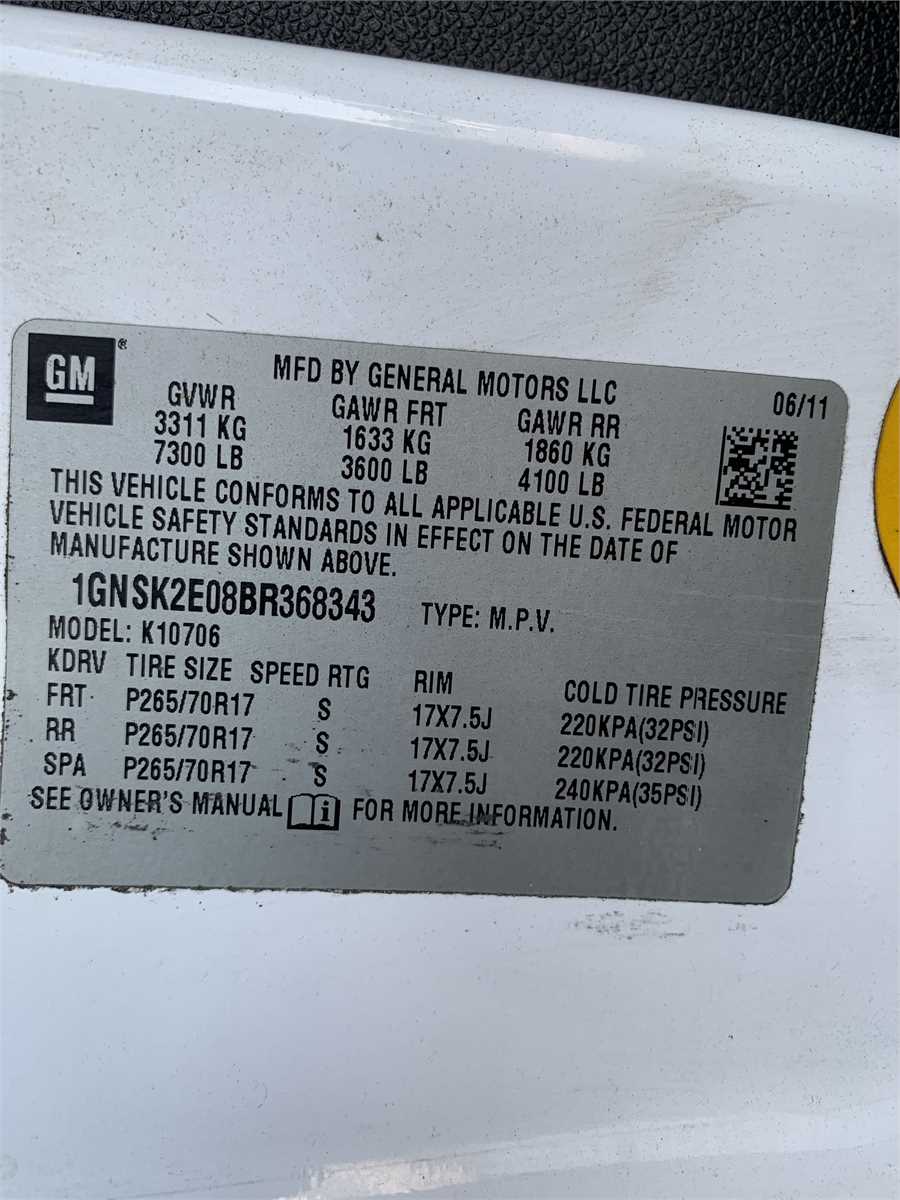 GM®
MFD BY GENERAL MOTORS LLC 06/11
GVWR GAWR FRT GAWR RR
3311 KG 1633 KG 1860 KG
7300 LB 3600 LB 4100 LB
THIS VEHICLE CONFORMS TO ALL APPLICABLE U.S. FEDERAL MOTOR
VEHICLE SAFETY STANDARDS IN EFFECT ON THE DATE OF
MANUFACTURE SHOWN ABOVE.
1GNSK2E08BR368343 TYPE: M.P.V.
MODEL: K10706
KDRV TIRE SIZE SPEED RTG RIM COLD TIRE PRESSURE
FRT P265/70R17 S 17X7.5J 220KPA(32PSI)
RR P265/70R17 S 17X7.5J 220KPA(32PSI)
SPA P265/70R17 S 17X7.5J 240KPA(35PSI)
SEE OWNER'S MANUAL i FOR MORE INFORMATION.